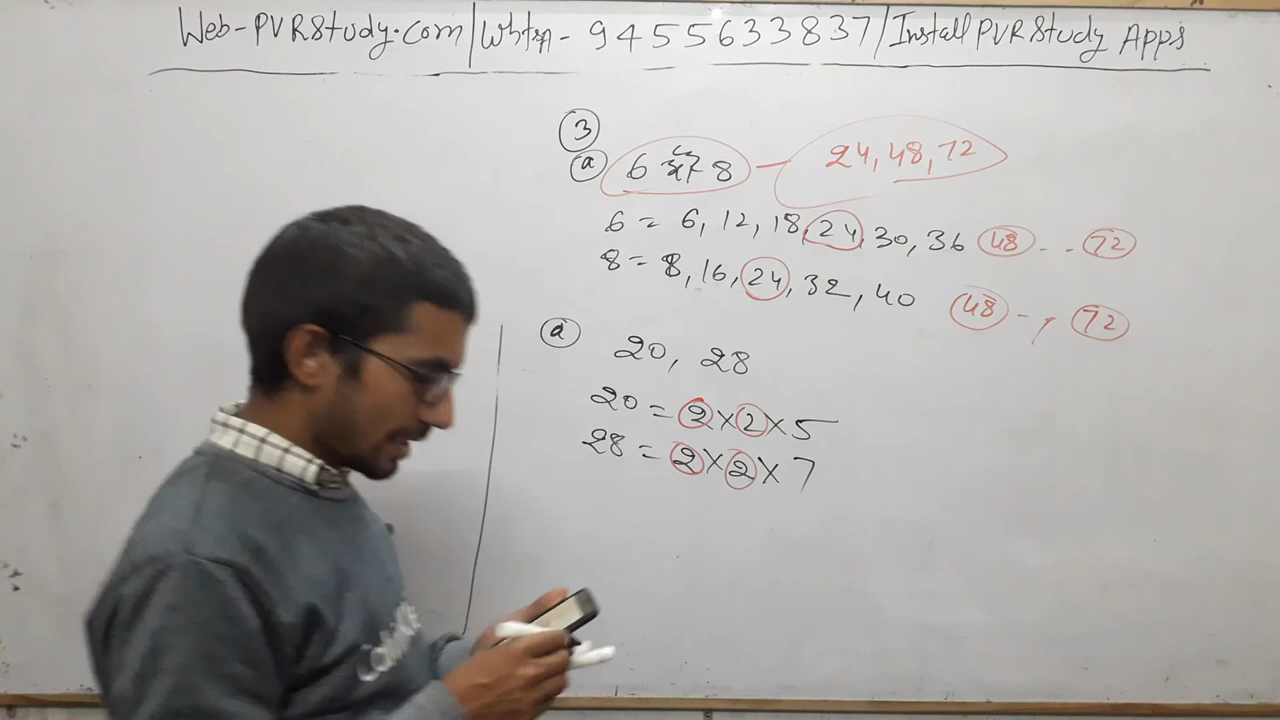 Web-PVRStudy.com/Whtsp-9455633837/Install PVRStudy Apps
③
ⓐ 6 और 8 - 24, 48, 72
6 = 6, 12, 18, 24, 30, 36 48 - - 72
8 = 8, 16, 24, 32, 40 48 - , 72
ⓐ 20, 28
20 = 2×2×5
28 = 2×2×7